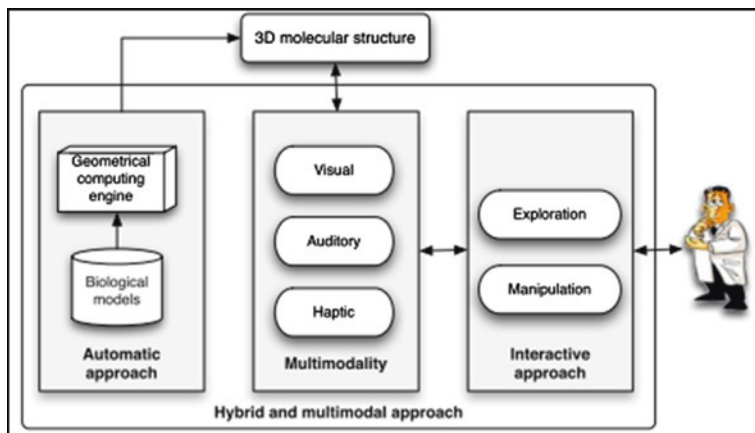 3D molecular structure
Geometrical
computing
engine
Biological
models
Automatic
approach
Visual
Auditory
Haptic
Multimodality
Exploration
Manipulation
Interactive
approach
Hybrid and multimodal approach